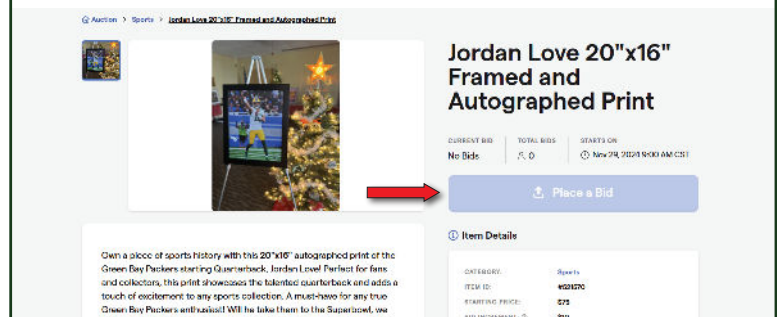 Auction > Sports > Jordan Love 20"x16" Framed and Autographed Print
Jordan Love 20"x16"
Framed and
Autographed Print
CURRENT BID TOTAL BIDS STARTS ON
No Bids 0 Nov 29, 2024 9:00 AM CST
Place a Bid
Item Details
Own a piece of sports history with this 20"x16" autographed print of the
Green Bay Packers starting Quarterback, Jordan Love! Perfect for fans
and collectors, this print showcases the talented quarterback and adds a
touch of excitement to any sports collection. A must-have for any true
Green Bay Packers enthusiast! Will he take them to the Superbowl, we
CATEGORY: Sports
ITEM ID:
STARTING PRICE: $75